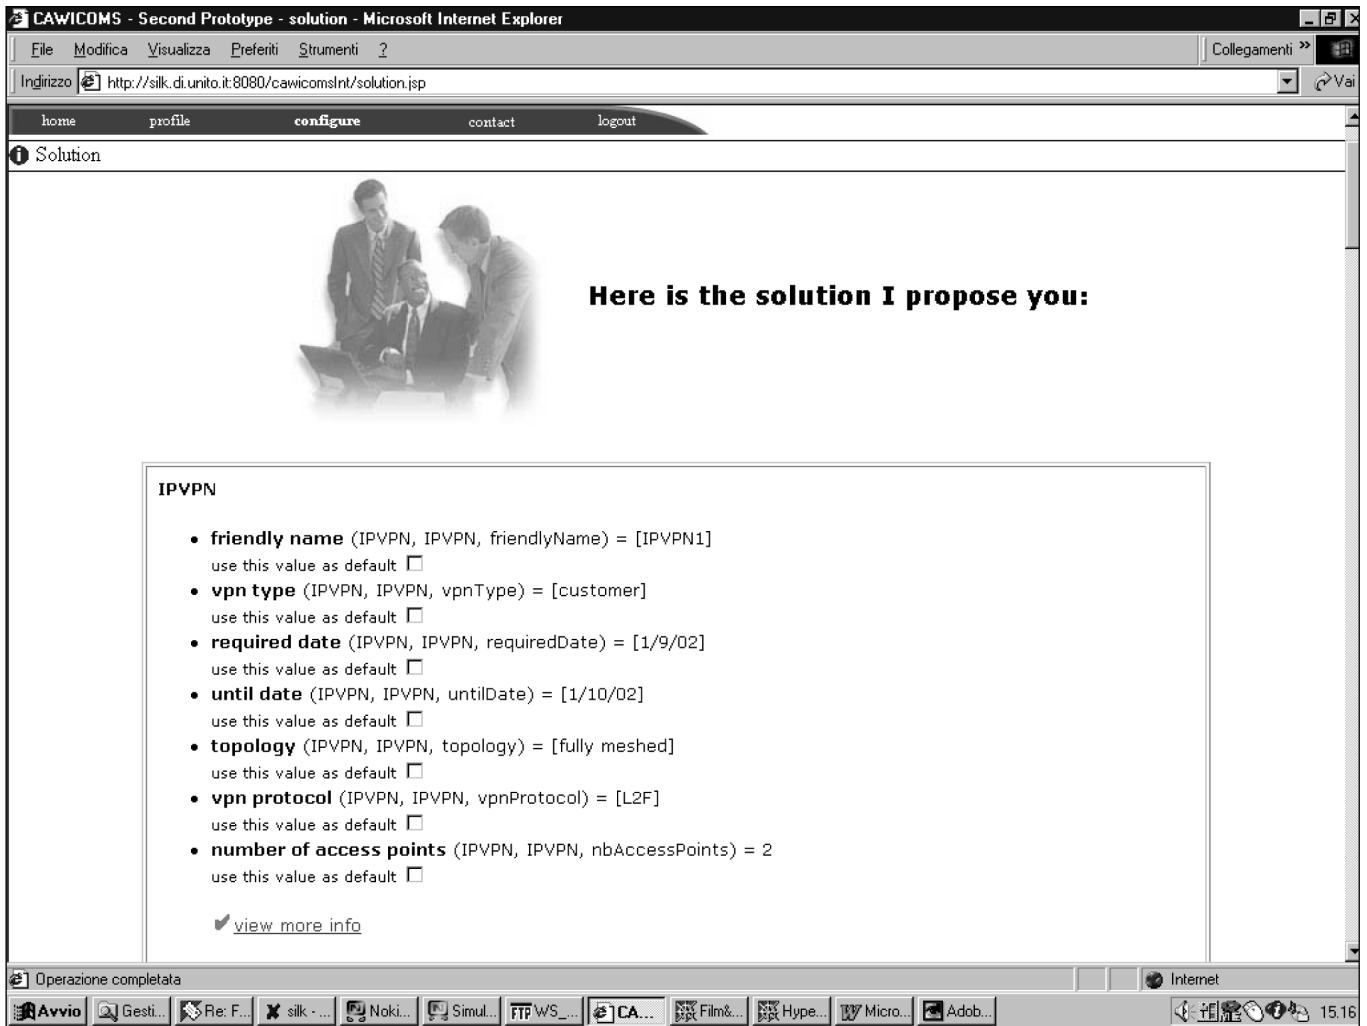 CAWICOMS - Second Prototype - solution - Microsoft Internet Explorer
File Modifica Visualizza Preferiti Strumenti ? Collegamenti »
Indirizzo http://silk.di.unito.it:8080/cawicomsInt/solution.jsp Vai
home profile configure contact logout
Solution
Here is the solution I propose you:
IPVPN
• friendly name (IPVPN, IPVPN, friendlyName) = [IPVPN1]
use this value as default
• vpn type (IPVPN, IPVPN, vpnType) = [customer]
use this value as default
• required date (IPVPN, IPVPN, requiredDate) = [1/9/02]
use this value as default
• until date (IPVPN, IPVPN, untilDate) = [1/10/02]
use this value as default
• topology (IPVPN, IPVPN, topology) = [fully meshed]
use this value as default
• vpn protocol (IPVPN, IPVPN, vpnProtocol) = [L2F]
use this value as default
• number of access points (IPVPN, IPVPN, nbAccessPoints) = 2
use this value as default
view more info
Operazione completata Internet
Avvio Gesti... Re: F... silk - ... Noki... Simul... FTP WS_... CA... Film&... Hype... Micro... Adob... 15.16